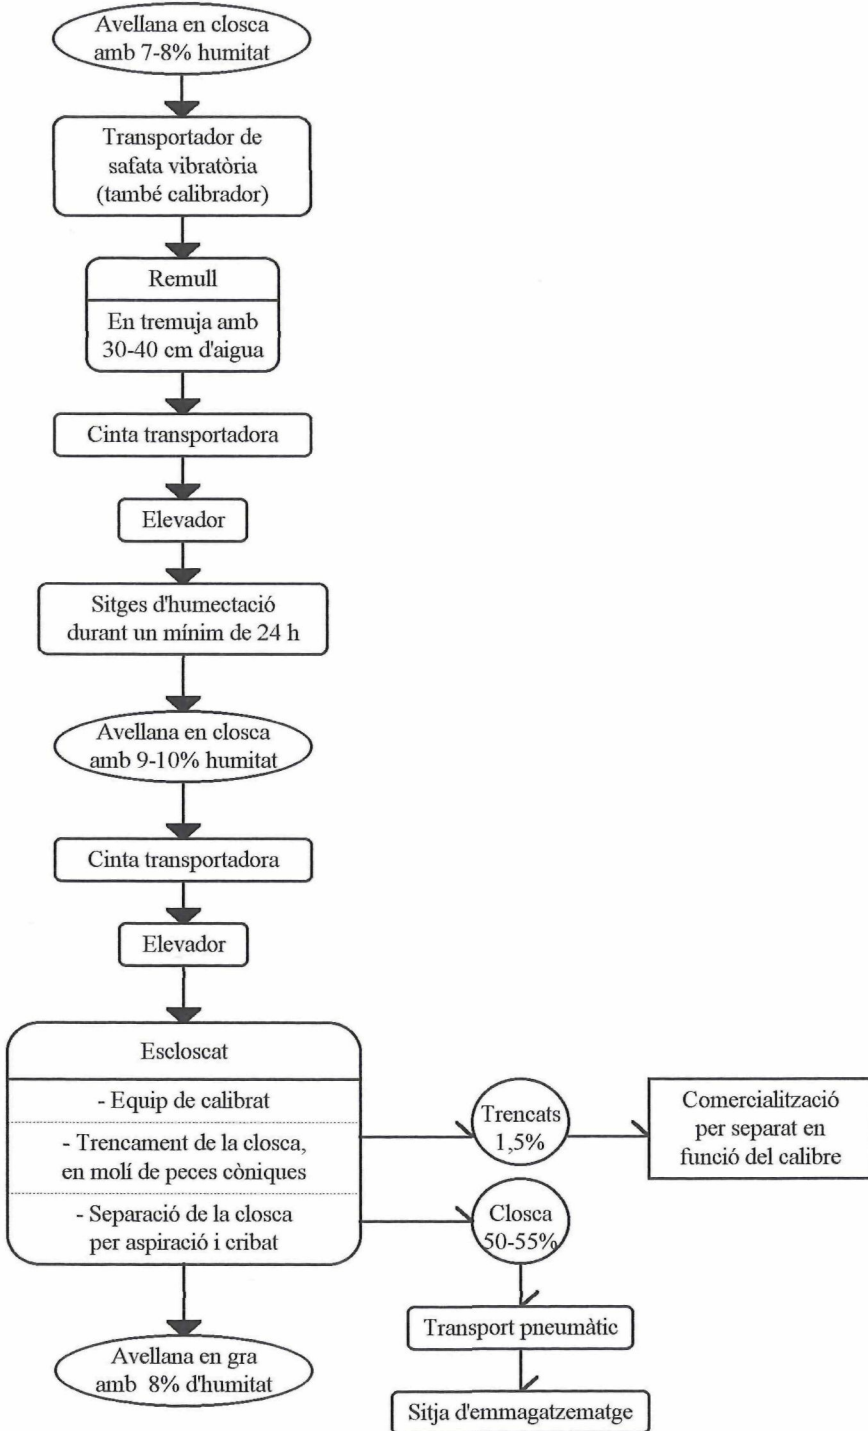 Avellana en closca
amb 7-8% humitat
Transportador de
safata vibratòria
(també calibrador)
Remull
En tremuja amb
30-40 cm d'aigua
Cinta transportadora
Elevador
Sitges d'humectació
durant un mínim de 24 h
Avellana en closca
amb 9-10% humitat
Cinta transportadora
Elevador
Escloscat
- Equip de calibrat
- Trencament de la closca,
en molí de peces còniques
- Separació de la closca
per aspiració i cribat
Trencats
1,5%
Comercialització
per separat en
funció del calibre
Closca
50-55%
Transport pneumàtic
Sitja d'emmagatzematge
Avellana en gra
amb 8% d'humitat